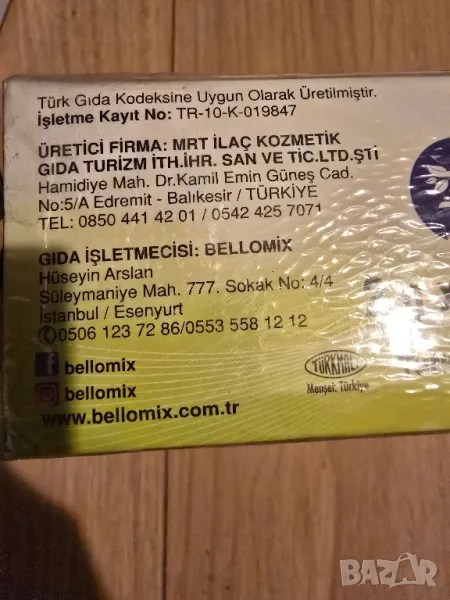 Türk Gıda Kodeksine Uygun Olarak Üretilmiştir.
İşletme Kayıt No: TR-10-K-019847
ÜRETİCİ FİRMA: MRT İLAÇ KOZMETİK
GIDA TURİZM İTH.İHR. SAN VE TİC.LTD.ŞTİ
Hamidiye Mah. Dr.Kamil Emin Güneş Cad.
No:5/A Edremit - Balıkesir / TÜRKİYE
TEL: 0850 441 42 01 / 0542 425 7071
GIDA İŞLETMECİSİ: BELLOMIX
Hüseyin Arslan
Süleymaniye Mah. 777. Sokak No: 4/4
İstanbul / Esenyurt
0506 123 72 86/0553 558 12 12
bellomix
bellomix
www.bellomix.com.tr
TÜRKMALI
Menşei: Türkiye
BAZAR